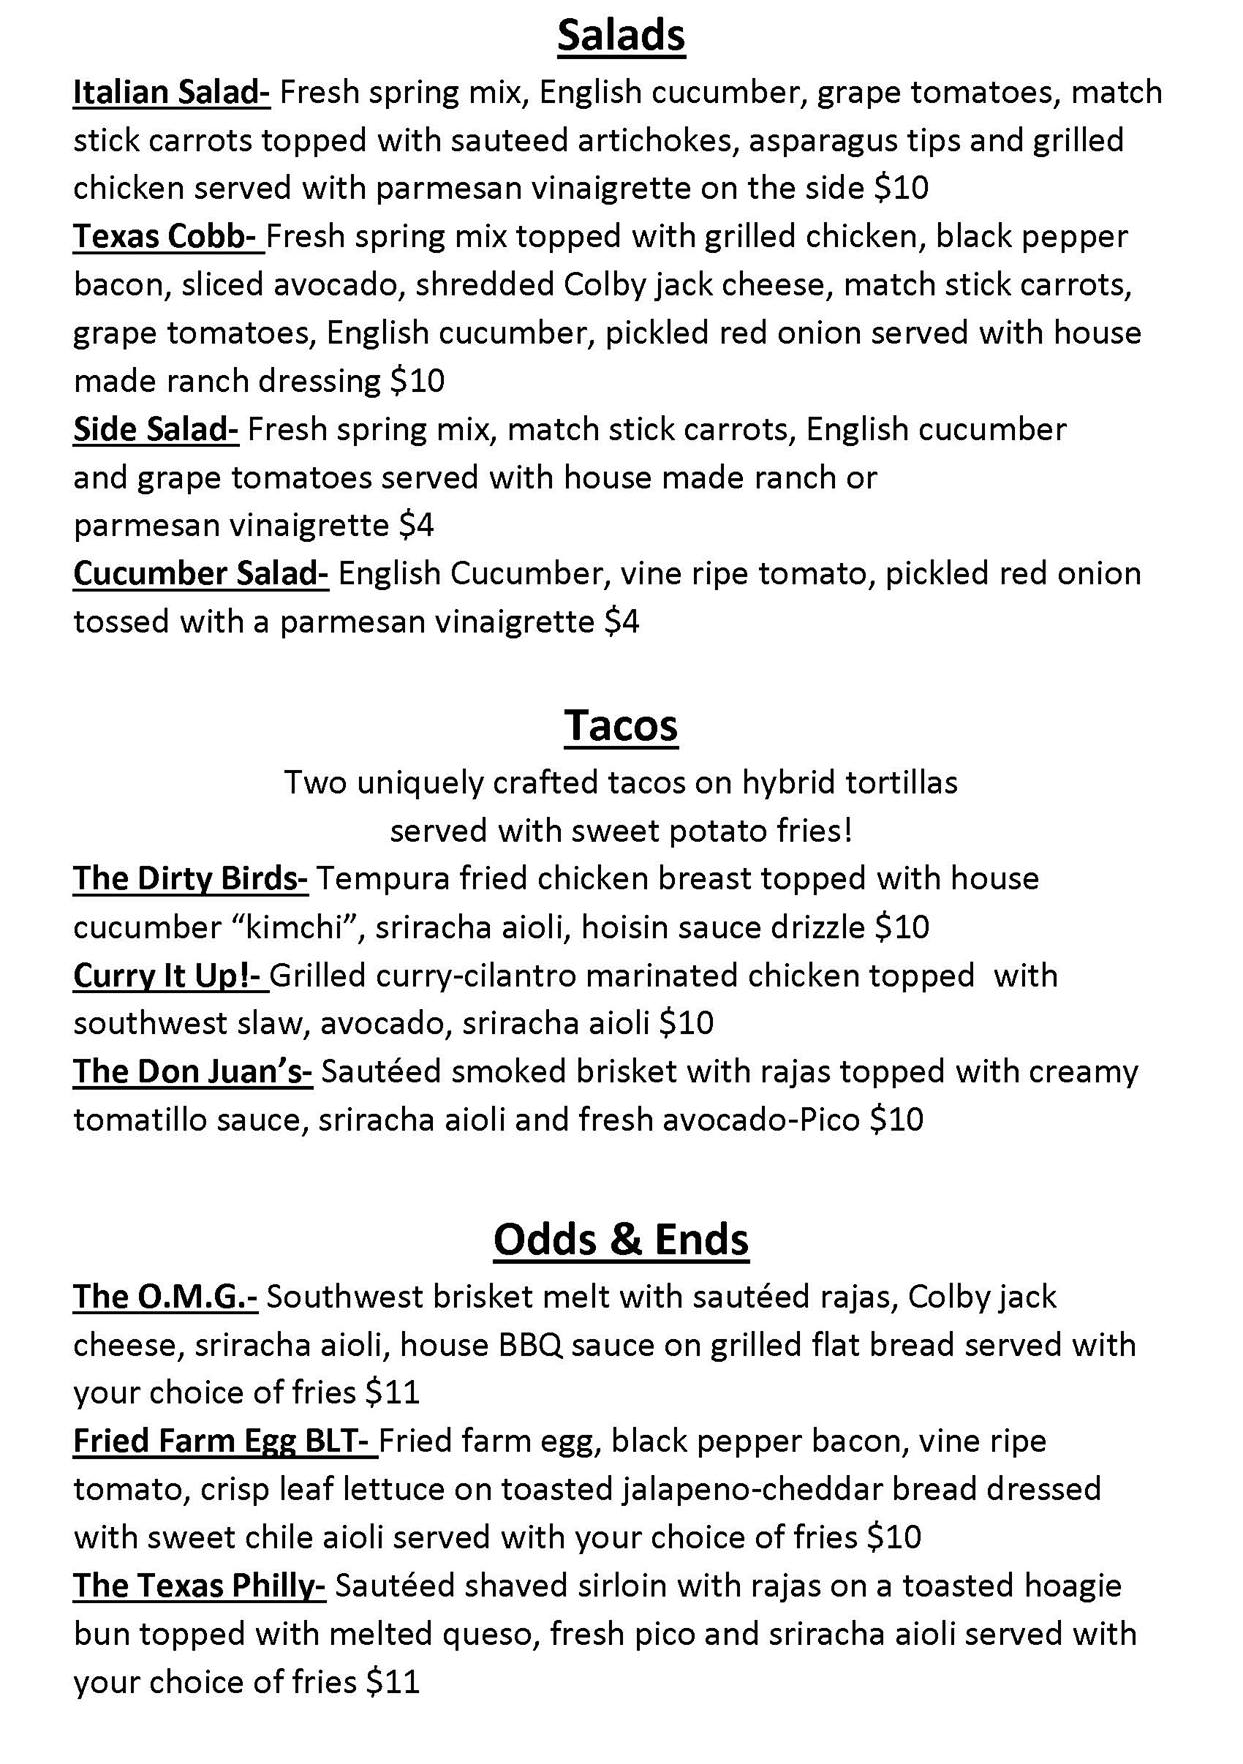 Salads
Italian Salad- Fresh spring mix, English cucumber, grape tomatoes, match
stick carrots topped with sauteed artichokes, asparagus tips and grilled
chicken served with parmesan vinaigrette on the side $10
Texas Cobb- Fresh spring mix topped with grilled chicken, black pepper
bacon, sliced avocado, shredded Colby jack cheese, match stick carrots,
grape tomatoes, English cucumber, pickled red onion served with house
made ranch dressing $10
Side Salad- Fresh spring mix, match stick carrots, English cucumber
and grape tomatoes served with house made ranch or
parmesan vinaigrette $4
Cucumber Salad- English Cucumber, vine ripe tomato, pickled red onion
tossed with a parmesan vinaigrette $4
Tacos
Two uniquely crafted tacos on hybrid tortillas
served with sweet potato fries!
The Dirty Birds- Tempura fried chicken breast topped with house
cucumber “kimchi”, sriracha aioli, hoisin sauce drizzle $10
Curry It Up!- Grilled curry-cilantro marinated chicken topped  with
southwest slaw, avocado, sriracha aioli $10
The Don Juan’s- Sautéed smoked brisket with rajas topped with creamy
tomatillo sauce, sriracha aioli and fresh avocado-Pico $10
Odds & Ends
The O.M.G.- Southwest brisket melt with sautéed rajas, Colby jack
cheese, sriracha aioli, house BBQ sauce on grilled flat bread served with
your choice of fries $11
Fried Farm Egg BLT- Fried farm egg, black pepper bacon, vine ripe
tomato, crisp leaf lettuce on toasted jalapeno-cheddar bread dressed
with sweet chile aioli served with your choice of fries $10
The Texas Philly- Sautéed shaved sirloin with rajas on a toasted hoagie
bun topped with melted queso, fresh pico and sriracha aioli served with
your choice of fries $11